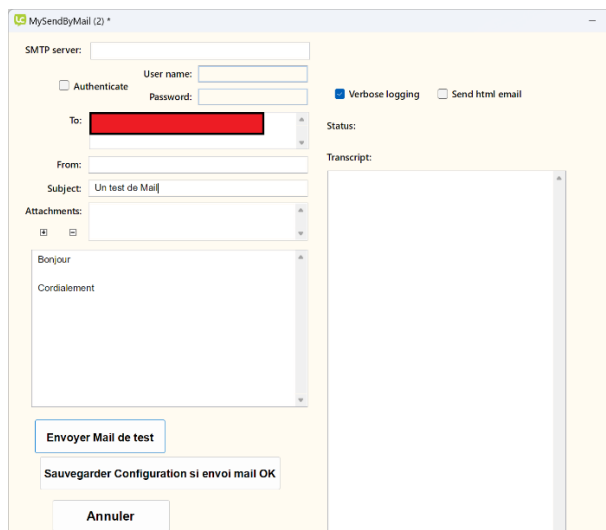 MySendByMail (2) *
SMTP server:
User name:
Authenticate
Password:
Verbose logging Send html email
To:
Status:
Transcript:
From:
Subject: Un test de Mail
Attachments:
Bonjour
Cordialement
Envoyer Mail de test
Sauvegarder Configuration si envoi mail OK
Annuler